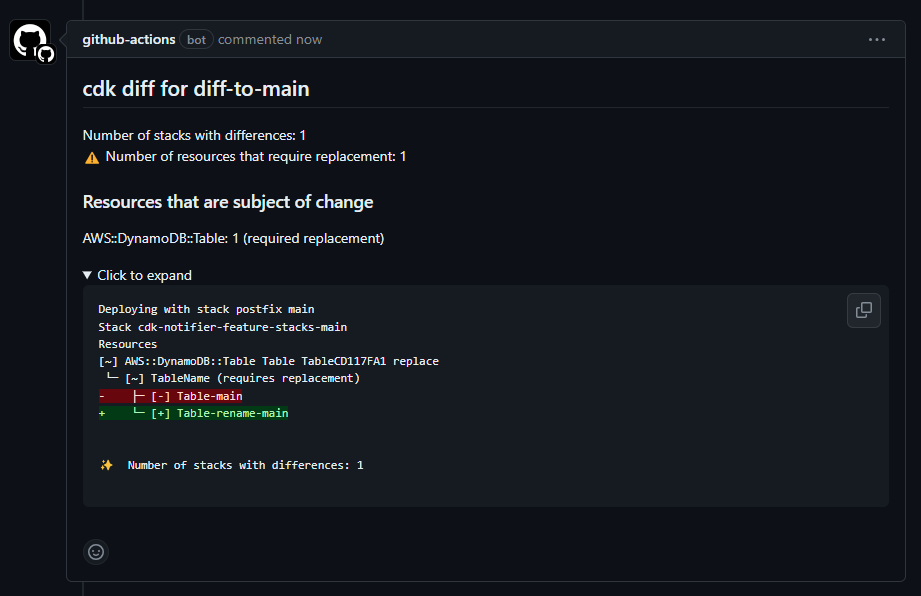 github-actions bot commented now
cdk diff for diff-to-main
Number of stacks with differences: 1
⚠️ Number of resources that require replacement: 1
Resources that are subject of change
AWS::DynamoDB::Table: 1 (required replacement)
▼ Click to expand
Deploying with stack postfix main
Stack cdk-notifier-feature-stacks-main
Resources
[~] AWS::DynamoDB::Table Table TableCD117FA1 replace
 └─ [~] TableName (requires replacement)
-    ├─ [-] Table-main
+    └─ [+] Table-rename-main
✨  Number of stacks with differences: 1